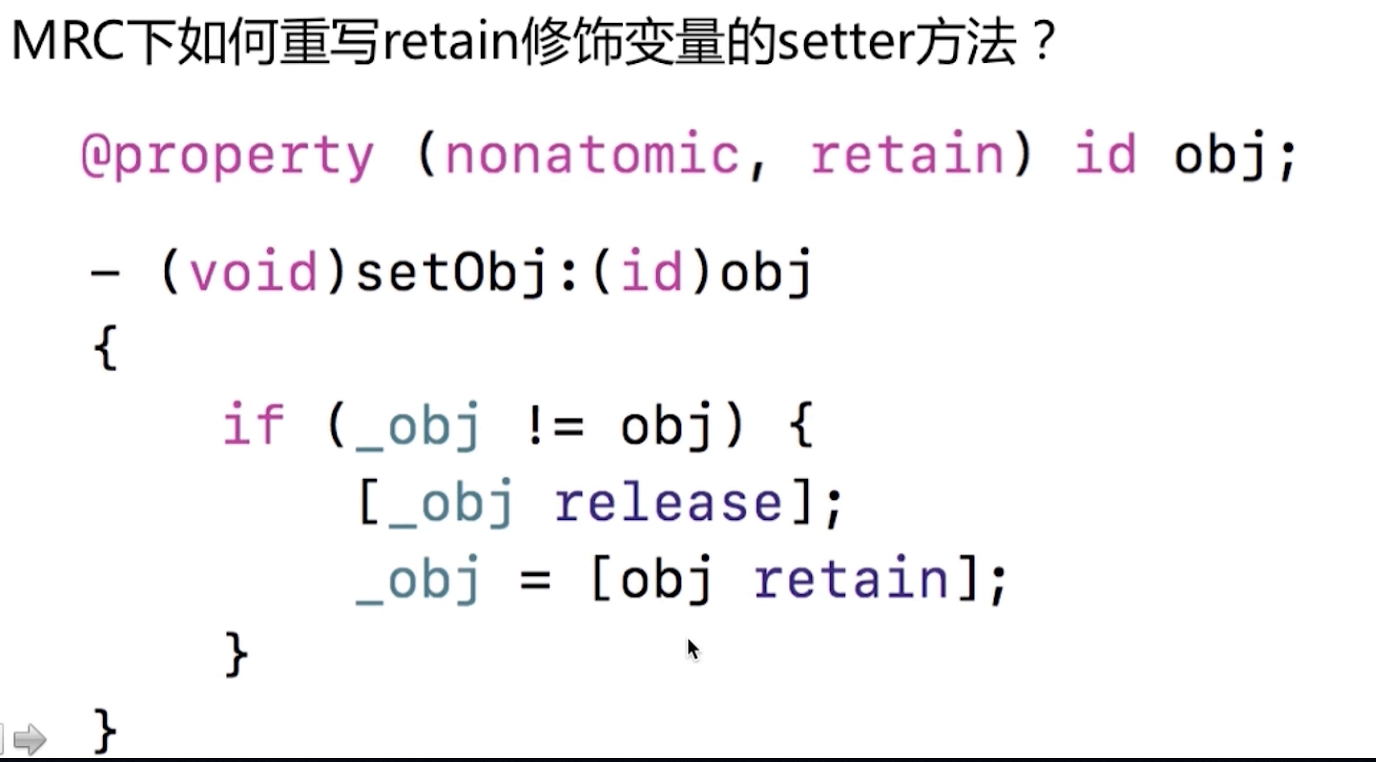 MRC下如何重写retain修饰变量的setter方法？
@property (nonatomic, retain) id obj;
- (void)setObj:(id)obj
{
if (_obj != obj) {
[_obj release];
_obj = [obj retain];
}
}